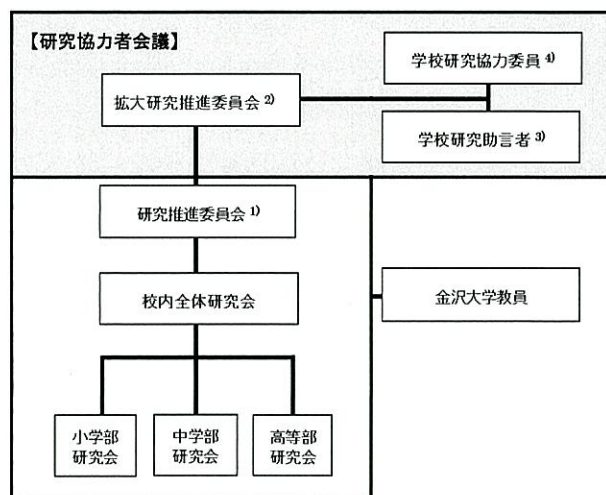 【研究協力者会議】
学校研究協力委員 4)
拡大研究推進委員会 2)
学校研究助言者 3)
研究推進委員会 1)
校内全体研究会
金沢大学教員
小学部
研究会
中学部
研究会
高等部
研究会